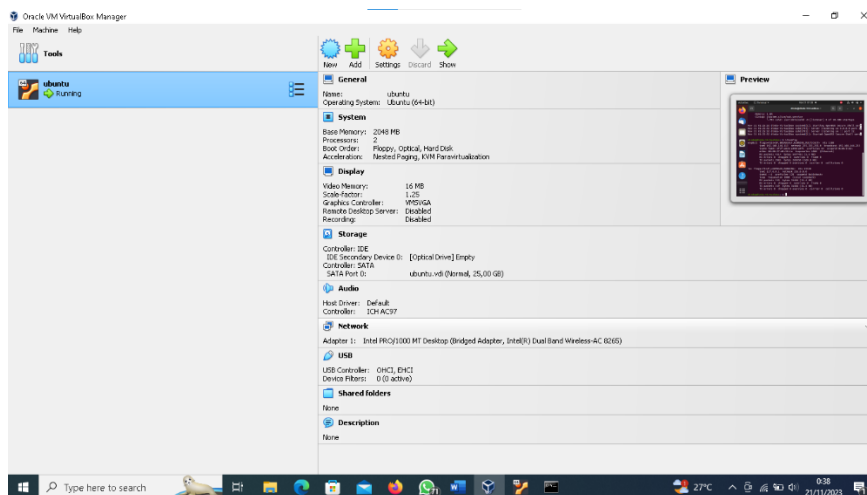 Oracle VM VirtualBox Manager
File Machine Help
Tools
New Add Settings Discard Show
ubuntu
Running
General
Name: ubuntu
Operating System: Ubuntu (64-bit)
System
Base Memory: 2048 MB
Processors: 2
Boot Order: Floppy, Optical, Hard Disk
Acceleration: Nested Paging, KVM Paravirtualization
Display
Video Memory: 16 MB
Scale-factor: 1.25
Graphics Controller: VMSVGA
Remote Desktop Server: Disabled
Recording: Disabled
Storage
Controller: IDE
IDE Secondary Device 0: [Optical Drive] Empty
Controller: SATA
SATA Port 0: ubuntu.vdi (Normal, 25,00 GB)
Audio
Host Driver: Default
Controller: ICH AC97
Network
Adapter 1: Intel PRO/1000 MT Desktop (Bridged Adapter, Intel(R) Dual Band Wireless-AC 8265)
USB
USB Controller: OHCI, EHCI
Device Filters: 0 (0 active)
Shared folders
None
Description
None
Preview
Type here to search
27°C
0:38
21/11/2023